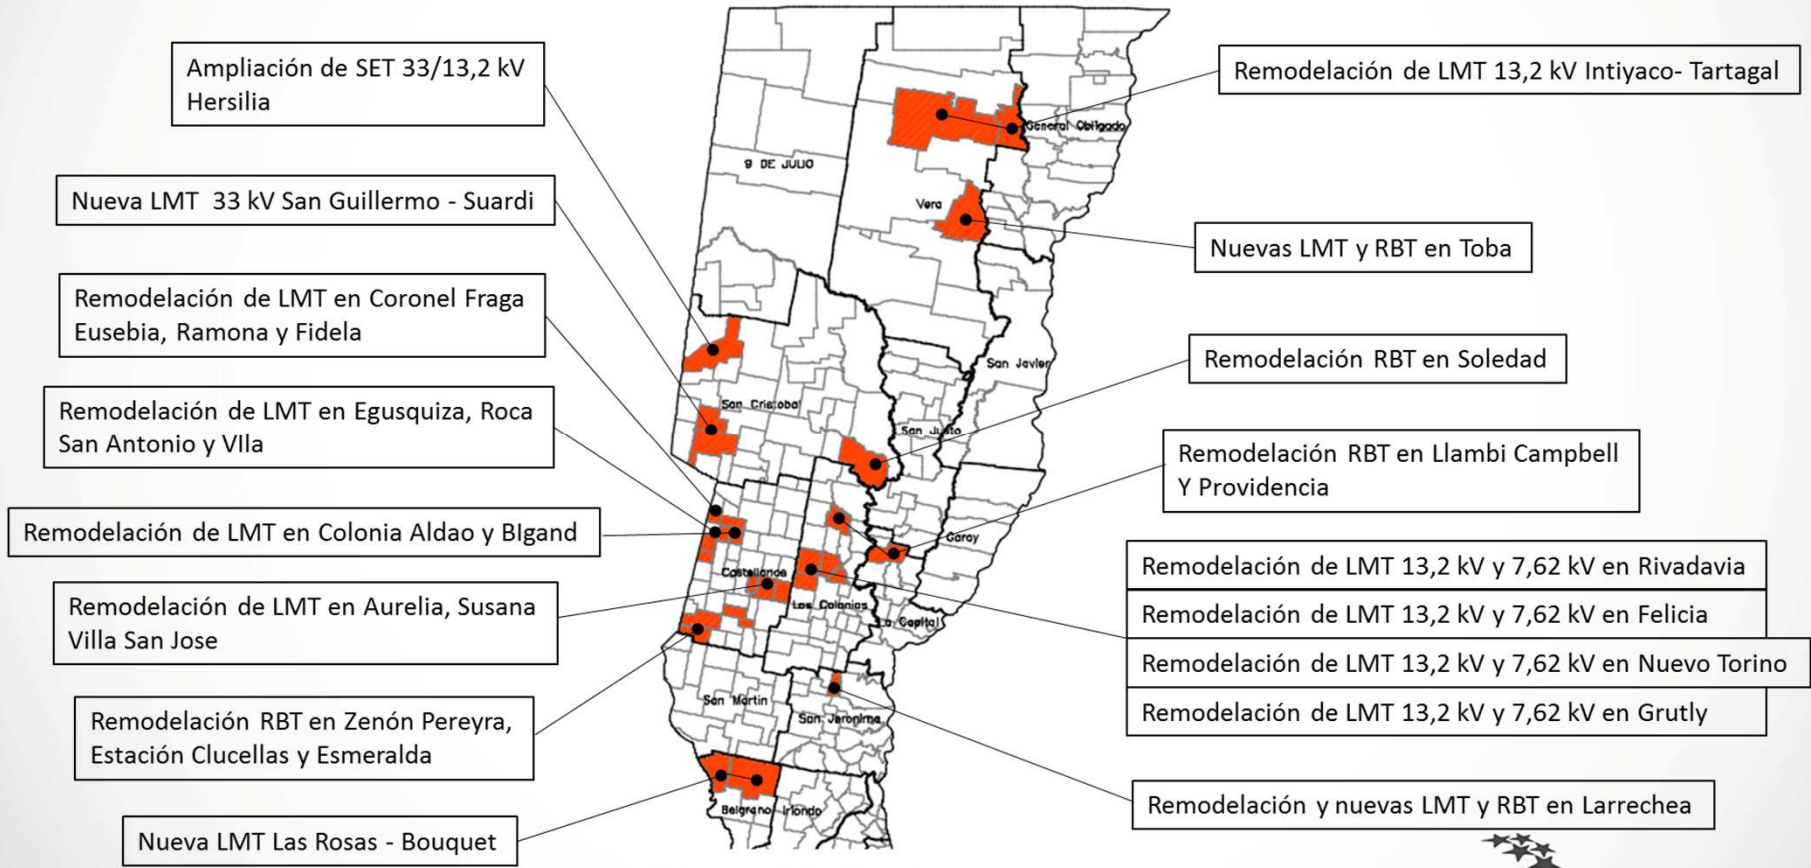 Ampliación de SET 33/13,2 kV
Hersilia
Nueva LMT 33 kV San Guillermo - Suardi
Remodelación de LMT en Coronel Fraga
Eusebia, Ramona y Fidela
Remodelación de LMT en Egusquiza, Roca
San Antonio y VIla
Remodelación de LMT en Colonia Aldao y BIgand
Remodelación de LMT en Aurelia, Susana
Villa San Jose
Remodelación RBT en Zenón Pereyra,
Estación Clucellas y Esmeralda
Nueva LMT Las Rosas - Bouquet
9 DE JULIO
Vera
General Obligado
San Cristobal
San Javier
San Justo
Castellanos
Las Colonias
Garay
La Capital
San Martin
San Jeronimo
Belgrano
Iriondo
Remodelación de LMT 13,2 kV Intiyaco- Tartagal
Nuevas LMT y RBT en Toba
Remodelación RBT en Soledad
Remodelación RBT en Llambi Campbell
Y Providencia
Remodelación de LMT 13,2 kV y 7,62 kV en Rivadavia
Remodelación de LMT 13,2 kV y 7,62 kV en Felicia
Remodelación de LMT 13,2 kV y 7,62 kV en Nuevo Torino
Remodelación de LMT 13,2 kV y 7,62 kV en Grutly
Remodelación y nuevas LMT y RBT en Larrechea